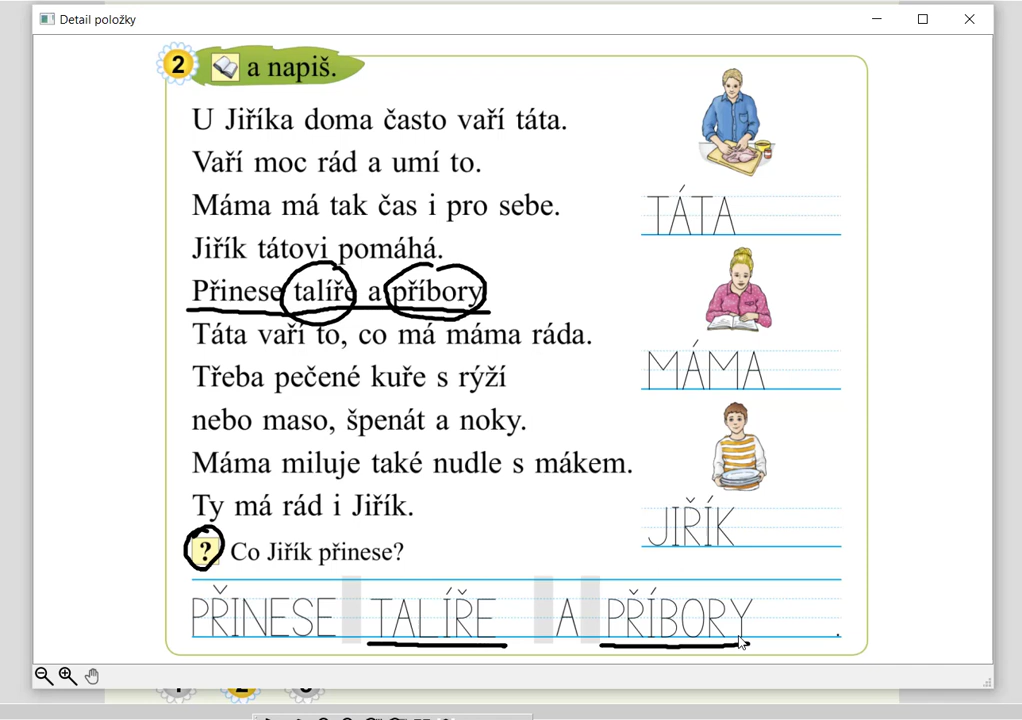 Detail položky
2 a napiš.
U Jiříka doma často vaří táta.
Vaří moc rád a umí to.
Máma má tak čas i pro sebe.
Jiřík tátovi pomáhá.
Přinese talíře a příbory
Táta vaří to, co má máma ráda.
Třeba pečené kuře s rýží
nebo maso, špenát a noky.
Máma miluje také nudle s mákem.
Ty má rád i Jiřík.
TÁTA
MÁMA
JIŘÍK
? Co Jiřík přinese?
PŘINESE TALÍŘE A PŘÍBORY .